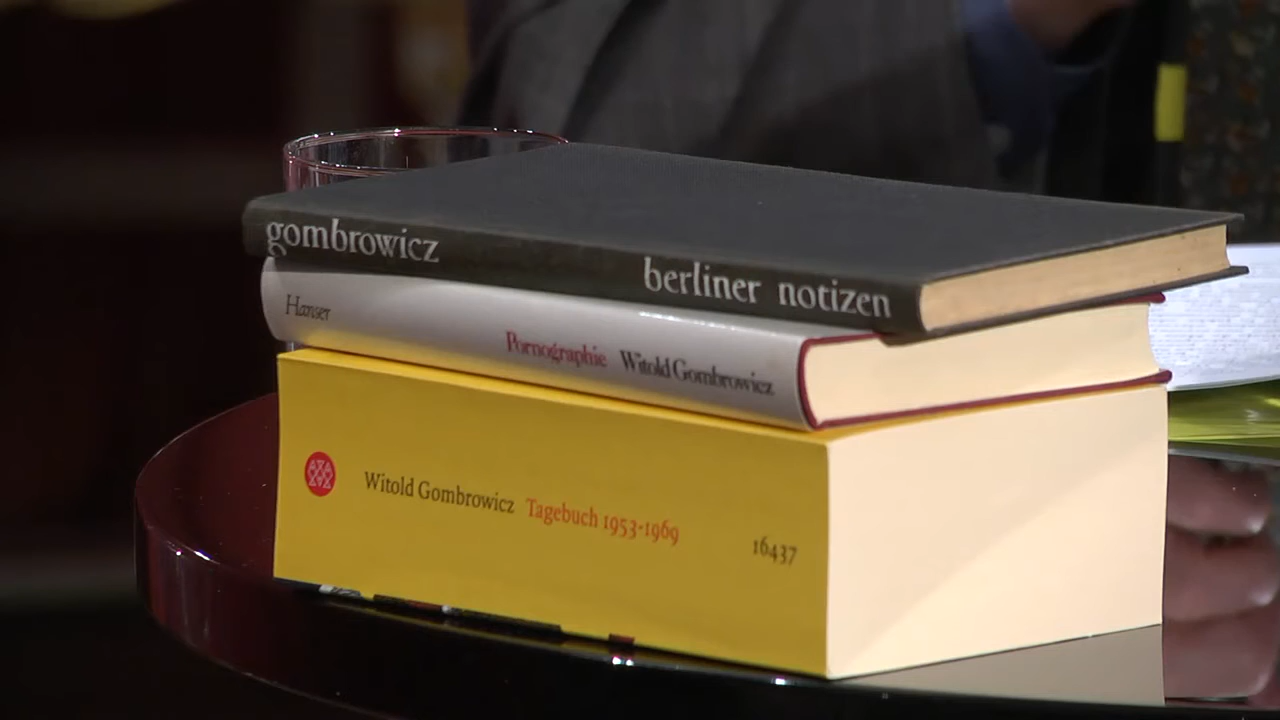 gombrowicz berliner notizen
Hanser Pornographie Witold Gombrowicz
Witold Gombrowicz Tagebuch 1953-1969 16437